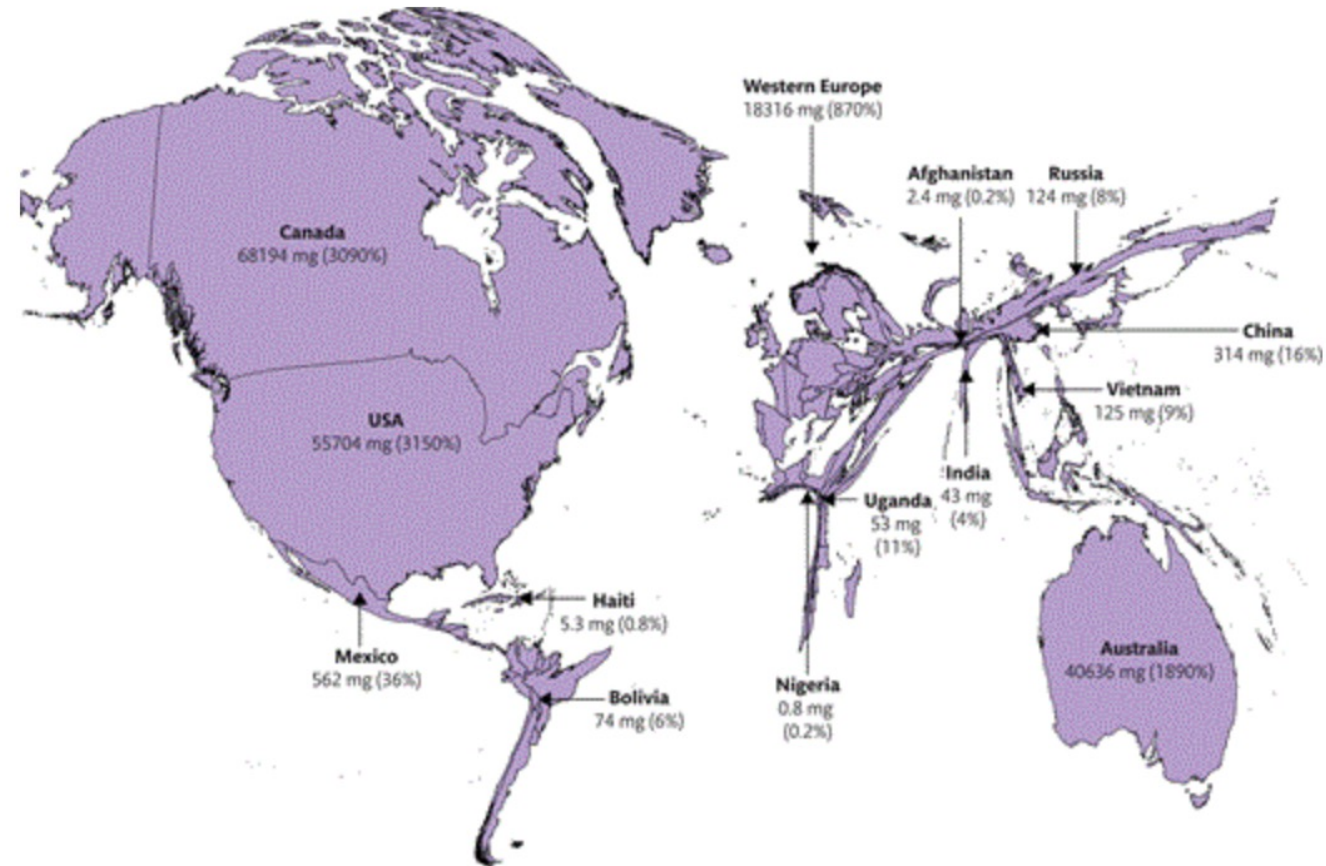 Western Europe
18316 mg (870%)
Afghanistan
2.4 mg (0.2%)
Russia
124 mg (8%)
Canada
68194 mg (3090%)
China
314 mg (16%)
Vietnam
125 mg (9%)
USA
55704 mg (3150%)
India
43 mg
(4%)
Uganda
53 mg
(11%)
Haiti
5.3 mg (0.8%)
Mexico
562 mg (36%)
Bolivia
74 mg (6%)
Nigeria
0.8 mg
(0.2%)
Australia
40636 mg (1890%)